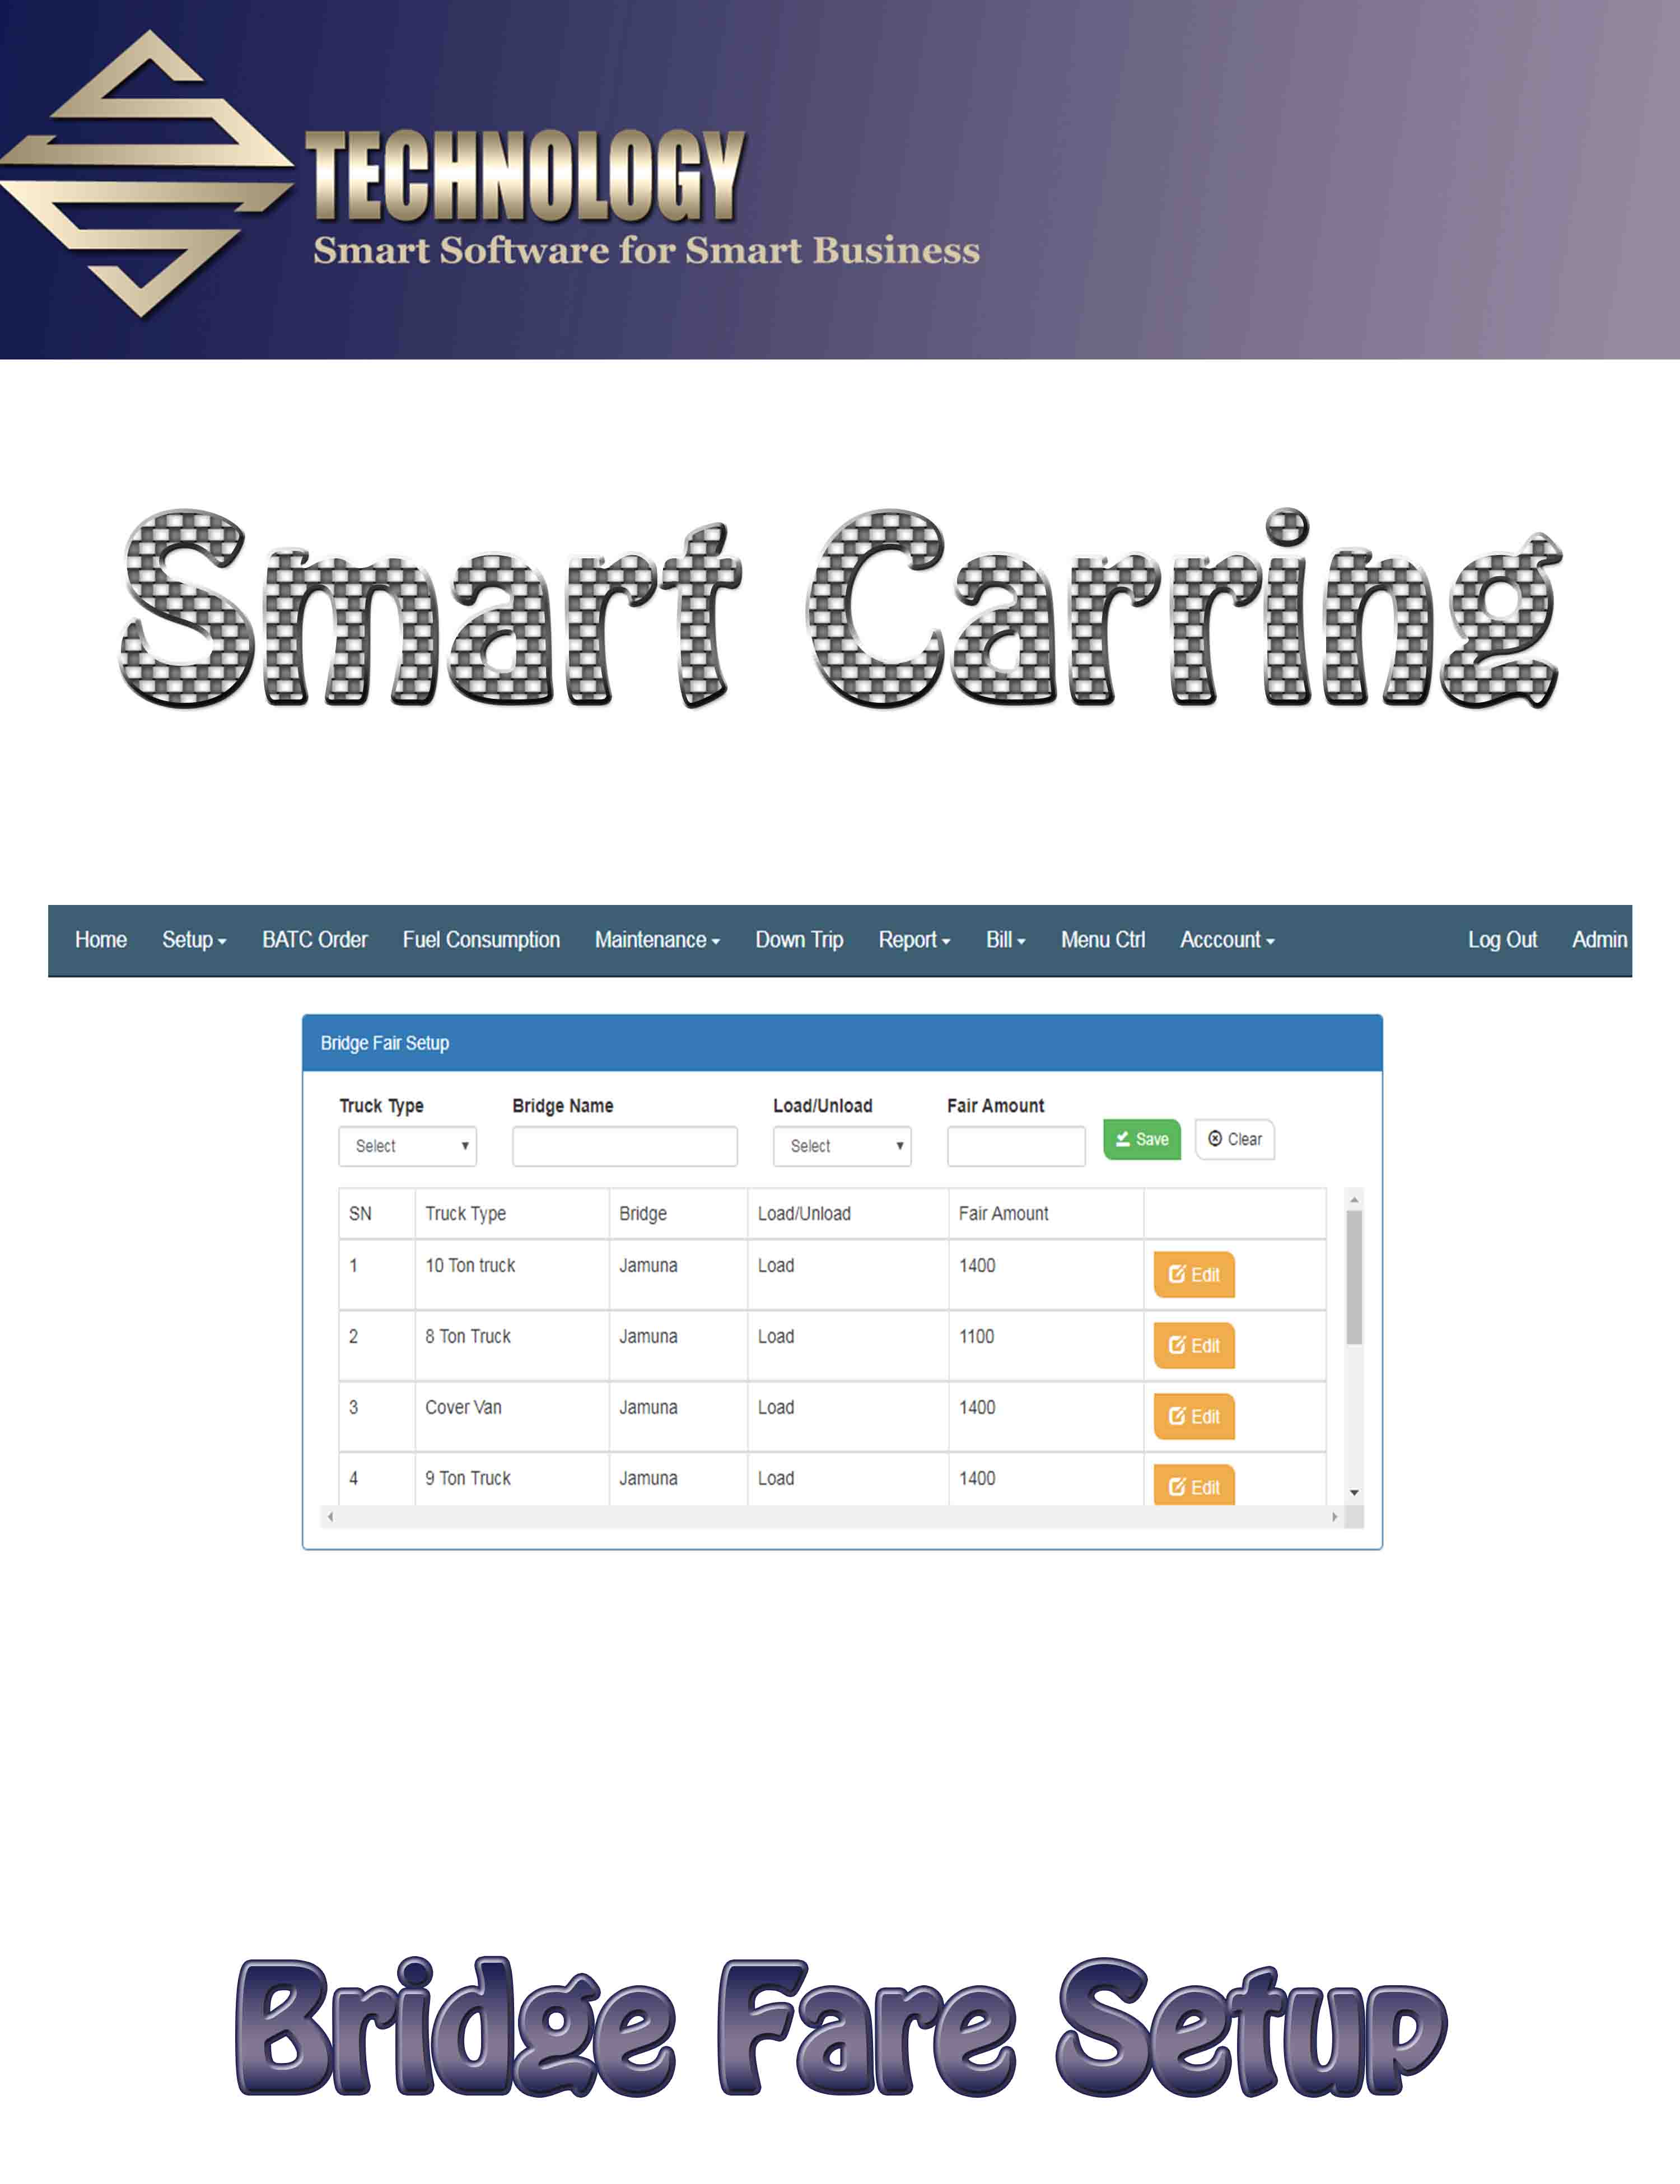 TECHNOLOGY
Smart Software for Smart Business
Smart Carring
Home Setup BATC Order Fuel Consumption Maintenance Down Trip Report Bill Menu Ctrl Acccount Log Out Admin
Bridge Fair Setup
Truck Type Bridge Name Load/Unload Fair Amount
Select Select Save Clear
SN Truck Type Bridge Load/Unload Fair Amount
1 10 Ton truck Jamuna Load 1400 Edit
2 8 Ton Truck Jamuna Load 1100 Edit
3 Cover Van Jamuna Load 1400 Edit
4 9 Ton Truck Jamuna Load 1400 Edit
Bridge Fare Setup